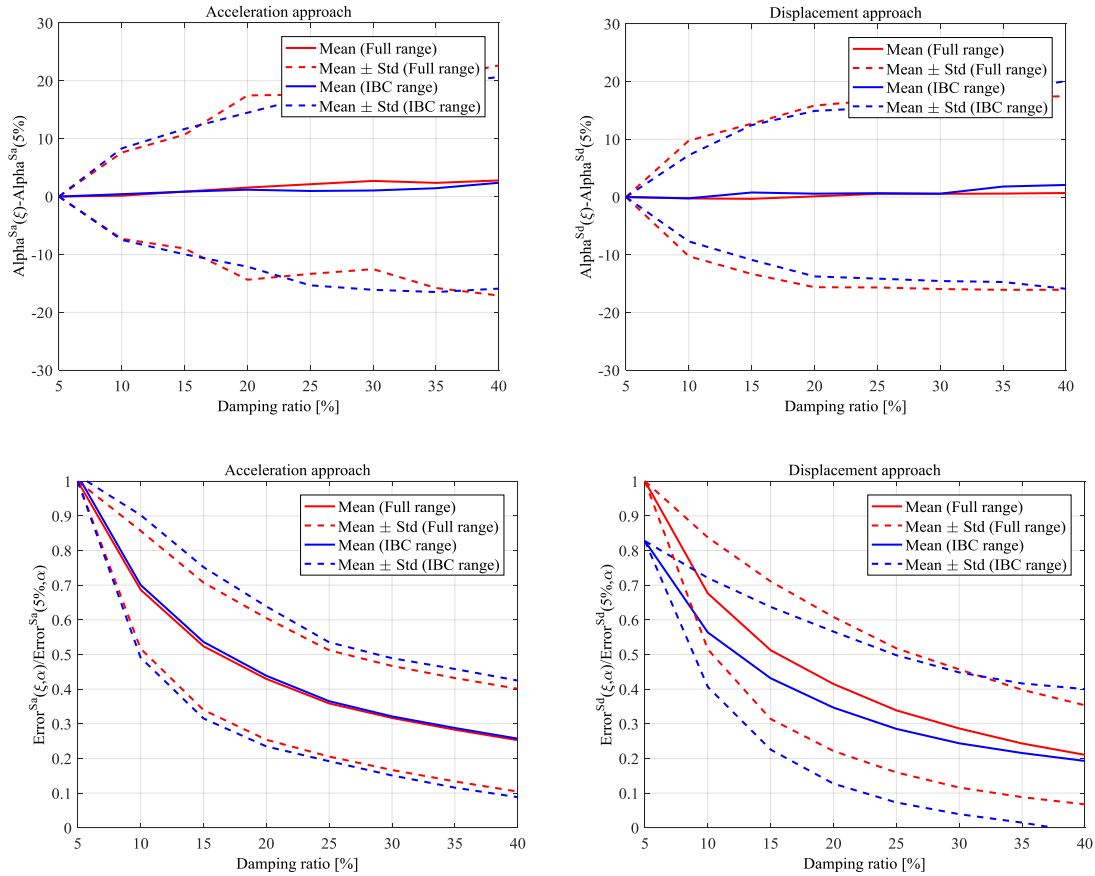 Acceleration approach
30
20
10
0
-10
-20
-30
5
10
15
20
25
30
35
40
Damping ratio [%]
Alpha^Sa(ξ)-Alpha^Sa(5%)
Mean (Full range)
Mean ± Std (Full range)
Mean (IBC range)
Mean ± Std (IBC range)
Displacement approach
30
20
10
0
-10
-20
-30
5
10
15
20
25
30
35
40
Damping ratio [%]
Alpha^Sd(ξ)-Alpha^Sd(5%)
Mean (Full range)
Mean ± Std (Full range)
Mean (IBC range)
Mean ± Std (IBC range)
Acceleration approach
1
0.9
0.8
0.7
0.6
0.5
0.4
0.3
0.2
0.1
0
5
10
15
20
25
30
35
40
Damping ratio [%]
Error^Sa(ξ,α)/Error^Sa(5%,α)
Mean (Full range)
Mean ± Std (Full range)
Mean (IBC range)
Mean ± Std (IBC range)
Displacement approach
1
0.9
0.8
0.7
0.6
0.5
0.4
0.3
0.2
0.1
0
5
10
15
20
25
30
35
40
Damping ratio [%]
Error^Sd(ξ,α)/Error^Sd(5%,α)
Mean (Full range)
Mean ± Std (Full range)
Mean (IBC range)
Mean ± Std (IBC range)